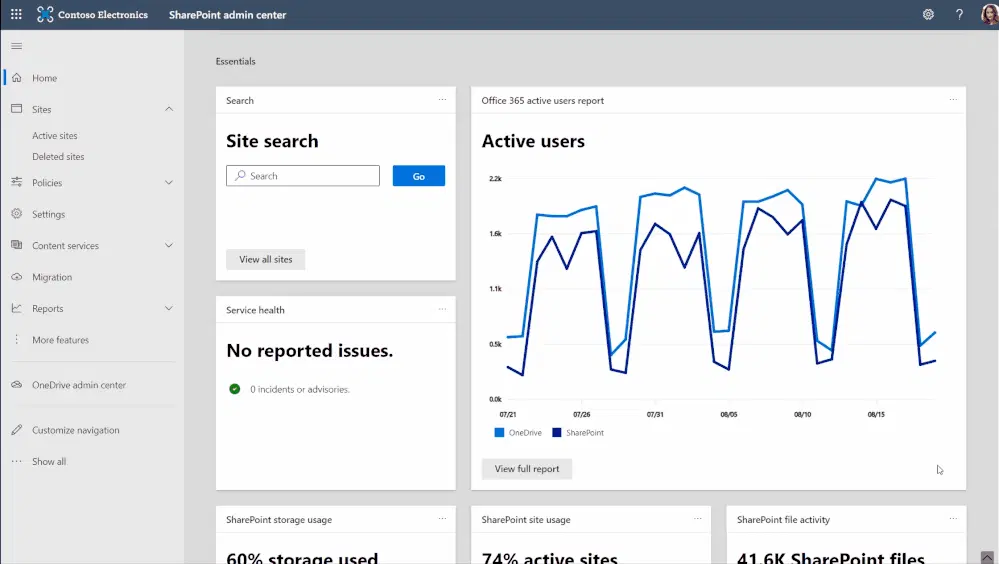 Contoso Electronics SharePoint admin center ?
Essentials
Home
Sites
Active sites
Deleted sites
Policies
Settings
Content services
Migration
Reports
More features
OneDrive admin center
Customize navigation
Show all
Search
Site search
Search Go
View all sites
Service health
No reported issues.
0 incidents or advisories.
Office 365 active users report
Active users
2.2k
1.6k
1.1k
0.5k
0.0k
07/21 07/26 07/31 08/05 08/10 08/15
OneDrive SharePoint
View full report
SharePoint storage usage
60% storage used
SharePoint site usage
74% active sites
SharePoint file activity
41.6K SharePoint files